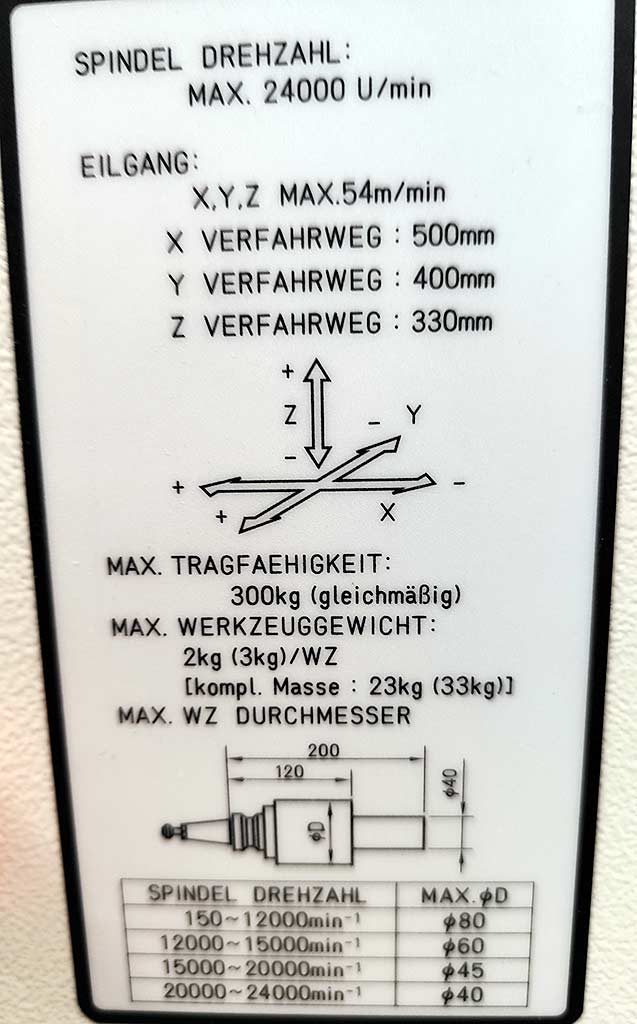 SPINDEL DREHZAHL:
MAX. 24000 U/min
EILGANG:
X,Y,Z MAX.54m/min
X VERFAHRWEG : 500mm
Y VERFAHRWEG : 400mm
Z VERFAHRWEG : 330mm
+
Z
- Y
-
+ -
+ X
MAX. TRAGFAEHIGKEIT:
300kg (gleichmäßig)
MAX. WERKZEUGGEWICHT:
2kg (3kg)/WZ
[kompl. Masse : 23kg (33kg)]
MAX. WZ DURCHMESSER
200
120
φ40
φD
SPINDEL DREHZAHL MAX.φD
150~12000min⁻¹ φ80
12000~15000min⁻¹ φ60
15000~20000min⁻¹ φ45
20000~24000min⁻¹ φ40